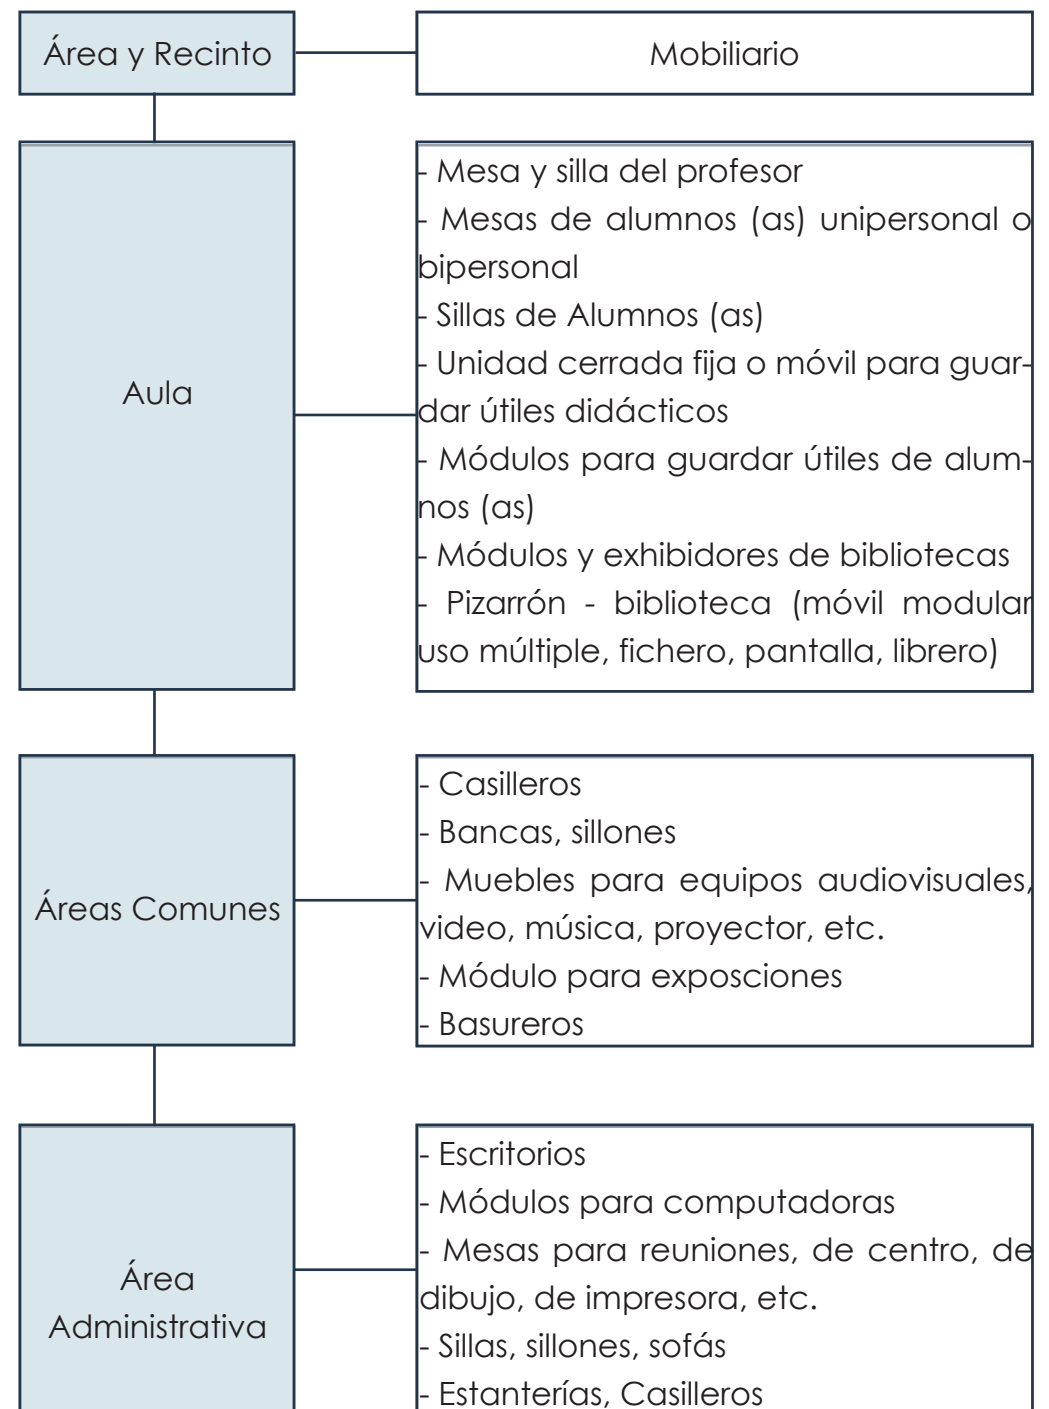 Área y Recinto
Mobiliario
Aula
- Mesa y silla del profesor
- Mesas de alumnos (as) unipersonal o
bipersonal
- Sillas de Alumnos (as)
- Unidad cerrada fija o móvil para guar-
dar útiles didácticos
- Módulos para guardar útiles de alum-
nos (as)
- Módulos y exhibidores de bibliotecas
- Pizarrón - biblioteca (móvil modular
uso múltiple, fichero, pantalla, librero)
Áreas Comunes
- Casilleros
- Bancas, sillones
- Muebles para equipos audiovisuales,
video, música, proyector, etc.
- Módulo para exposciones
- Basureros
Área
Administrativa
- Escritorios
- Módulos para computadoras
- Mesas para reuniones, de centro, de
dibujo, de impresora, etc.
- Sillas, sillones, sofás
- Estanterías, Casilleros